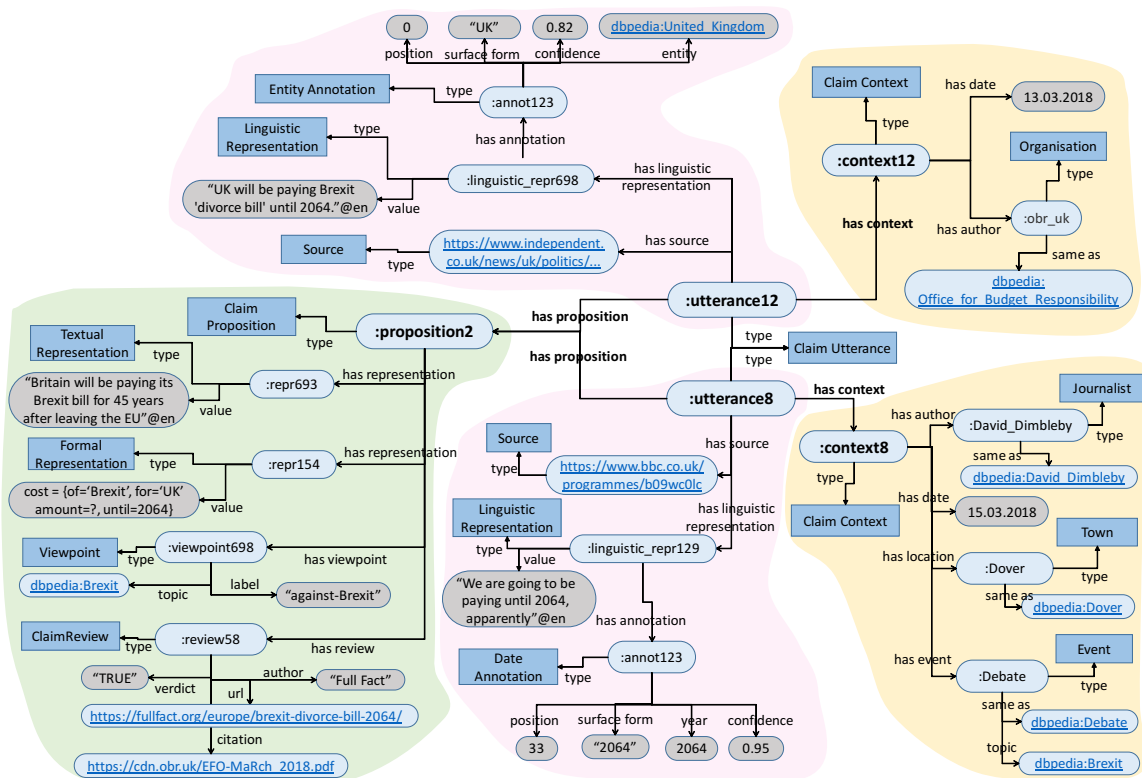 0
“UK”
0.82
dbpedia:United_Kingdom
position
surface form
confidence
entity
Entity Annotation
type
:annot123
has annotation
Linguistic
Representation
type
:linguistic_repr698
has linguistic
representation
“UK will be paying Brexit
'divorce bill' until 2064.”@en
value
Source
type
https://www.independent.
co.uk/news/uk/politics/...
has source
Claim Context
type
has date
13.03.2018
:context12
Organisation
type
has author
:obr_uk
same as
dbpedia:
Office_for_Budget_Responsibility
has context
:utterance12
has proposition
has proposition
type
type
Claim Utterance
:utterance8
has context
Claim
Proposition
type
:proposition2
Textual
Representation
type
has representation
:repr693
“Britain will be paying its
Brexit bill for 45 years
after leaving the EU”@en
value
Formal
Representation
type
has representation
:repr154
cost = {of=‘Brexit’, for=‘UK’
amount=?, until=2064}
value
Viewpoint
type
:viewpoint698
has viewpoint
dbpedia:Brexit
topic
label
“against-Brexit”
ClaimReview
type
:review58
has review
“TRUE”
verdict
author
“Full Fact”
url
https://fullfact.org/europe/brexit-divorce-bill-2064/
citation
https://cdn.obr.uk/EFO-MaRch_2018.pdf
Source
type
has source
https://www.bbc.co.uk/
programmes/b09wc0lc
Linguistic
Representation
type
has linguistic
representation
:linguistic_repr129
value
“We are going to be
paying until 2064,
apparently”@en
has annotation
Date
Annotation
type
:annot123
position
surface form
year
confidence
33
“2064”
2064
0.95
Journalist
has author
:David_Dimbleby
type
:context8
same as
dbpedia:David_Dimbleby
type
has date
15.03.2018
Claim Context
Town
has location
:Dover
type
same as
dbpedia:Dover
Event
has event
:Debate
type
same as
dbpedia:Debate
topic
dbpedia:Brexit